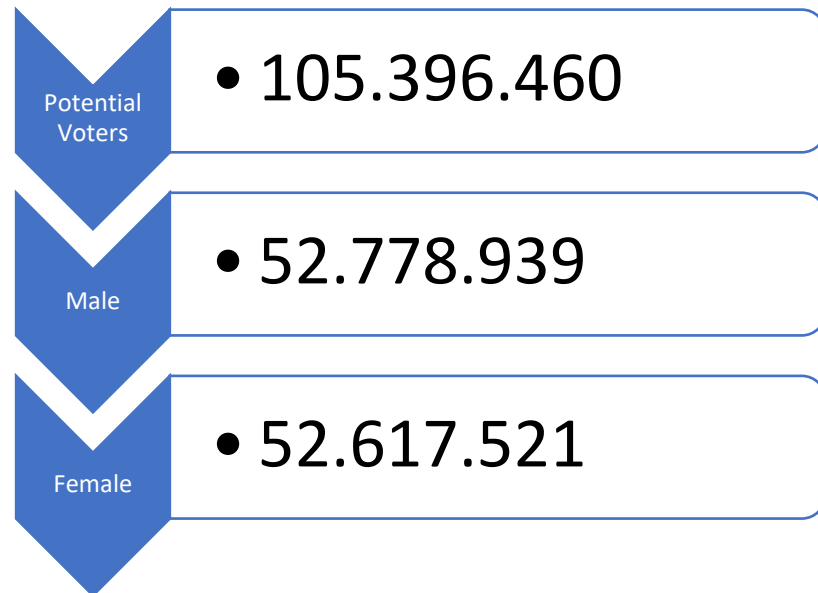 Potential
Voters
• 105.396.460
Male
• 52.778.939
Female
• 52.617.521